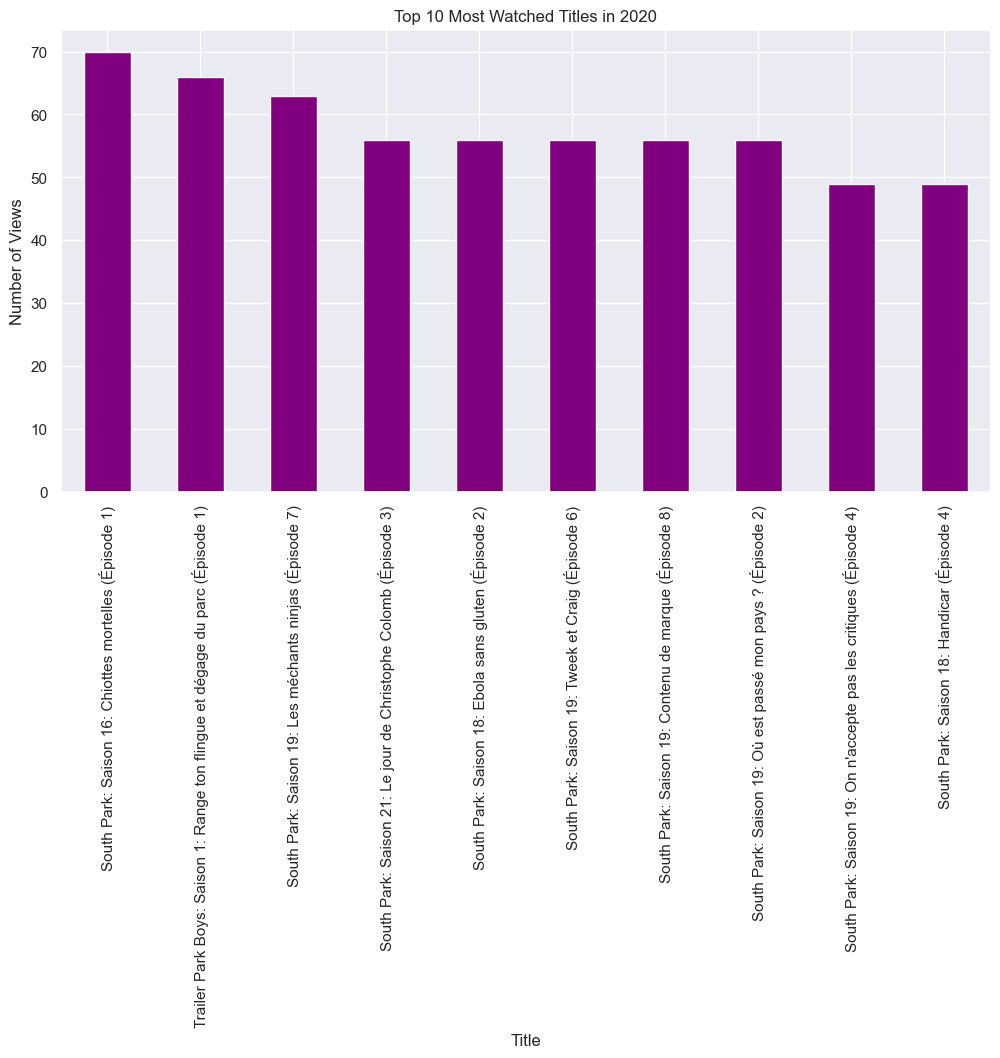 Top 10 Most Watched Titles in 2020
Number of Views
70
60
50
40
30
20
10
0
South Park: Saison 16: Chiottes mortelles (Épisode 1)
Trailer Park Boys: Saison 1: Range ton flingue et dégage du parc (Épisode 1)
South Park: Saison 19: Les méchants ninjas (Épisode 7)
South Park: Saison 21: Le jour de Christophe Colomb (Épisode 3)
South Park: Saison 18: Ebola sans gluten (Épisode 2)
South Park: Saison 19: Tweek et Craig (Épisode 6)
South Park: Saison 19: Contenu de marque (Épisode 8)
South Park: Saison 19: Où est passé mon pays ? (Épisode 2)
South Park: Saison 19: On n'accepte pas les critiques (Épisode 4)
South Park: Saison 18: Handicar (Épisode 4)
Title